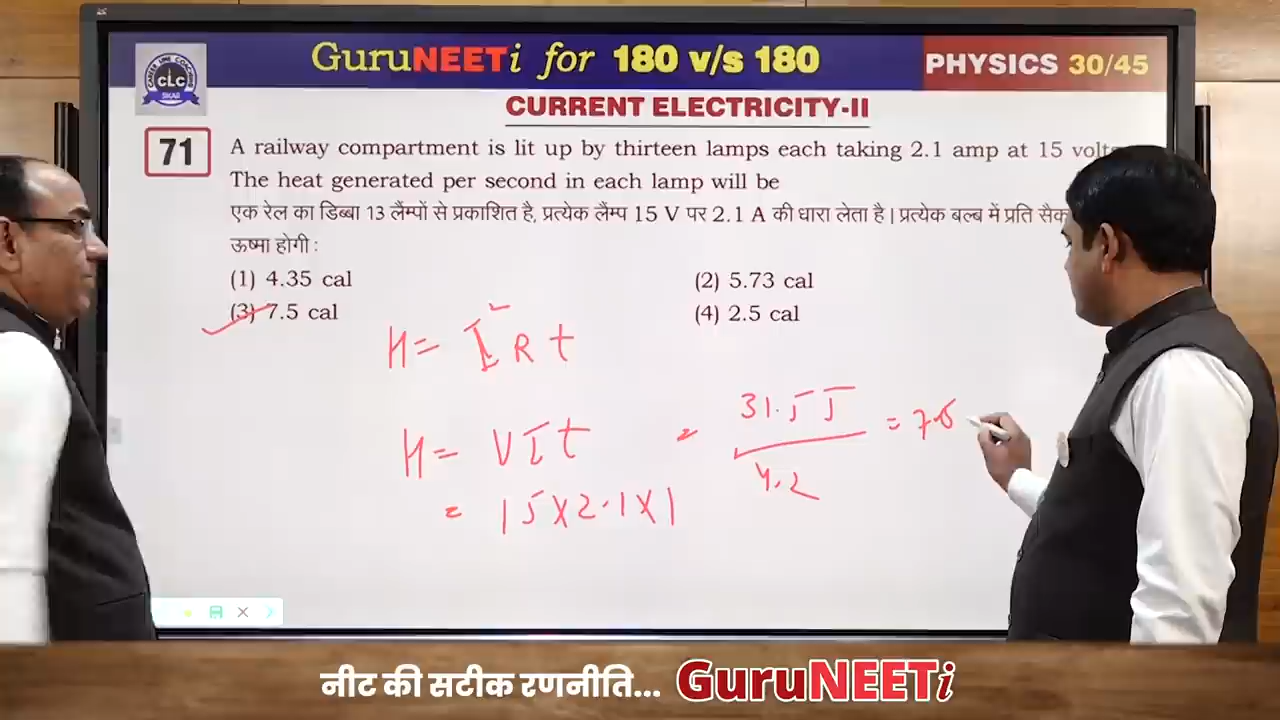 GuruNEETi for 180 v/s 180
PHYSICS 30/45
CLC
SIKAR
CURRENT ELECTRICITY-II
71
A railway compartment is lit up by thirteen lamps each taking 2.1 amp at 15 volts
The heat generated per second in each lamp will be
एक रेल का डिब्बा 13 लैंम्पों से प्रकाशित है, प्रत्येक लैंम्प 15 V पर 2.1 A की धारा लेता है। प्रत्येक बल्ब में प्रति सैक
ऊष्मा होगी :
(1) 4.35 cal
(2) 5.73 cal
(3) 7.5 cal
(4) 2.5 cal
H = I² R t
H = V I t
= 15 X 2.1 X 1
= 31.5 J / 4.2 = 7.5
नीट की सटीक रणनीति... GuruNEETi